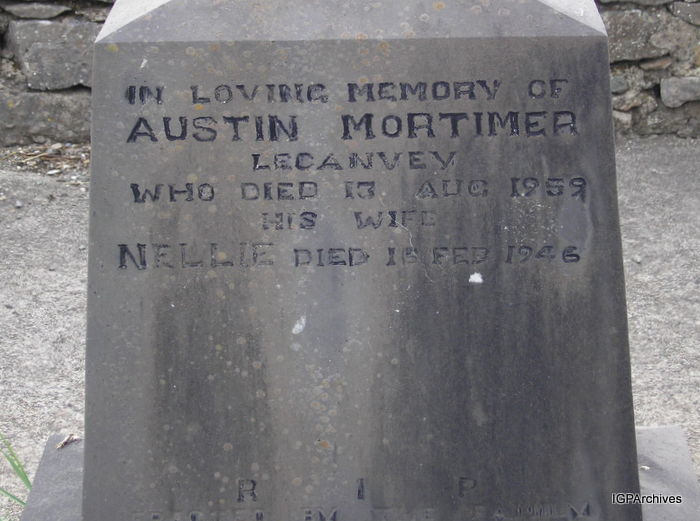 IN LOVING MEMORY OF
AUSTIN MORTIMER
LECANVEY
WHO DIED 13 AUG 1959
HIS WIFE
NELLIE DIED FEB 1946
R I P
IGPArchives